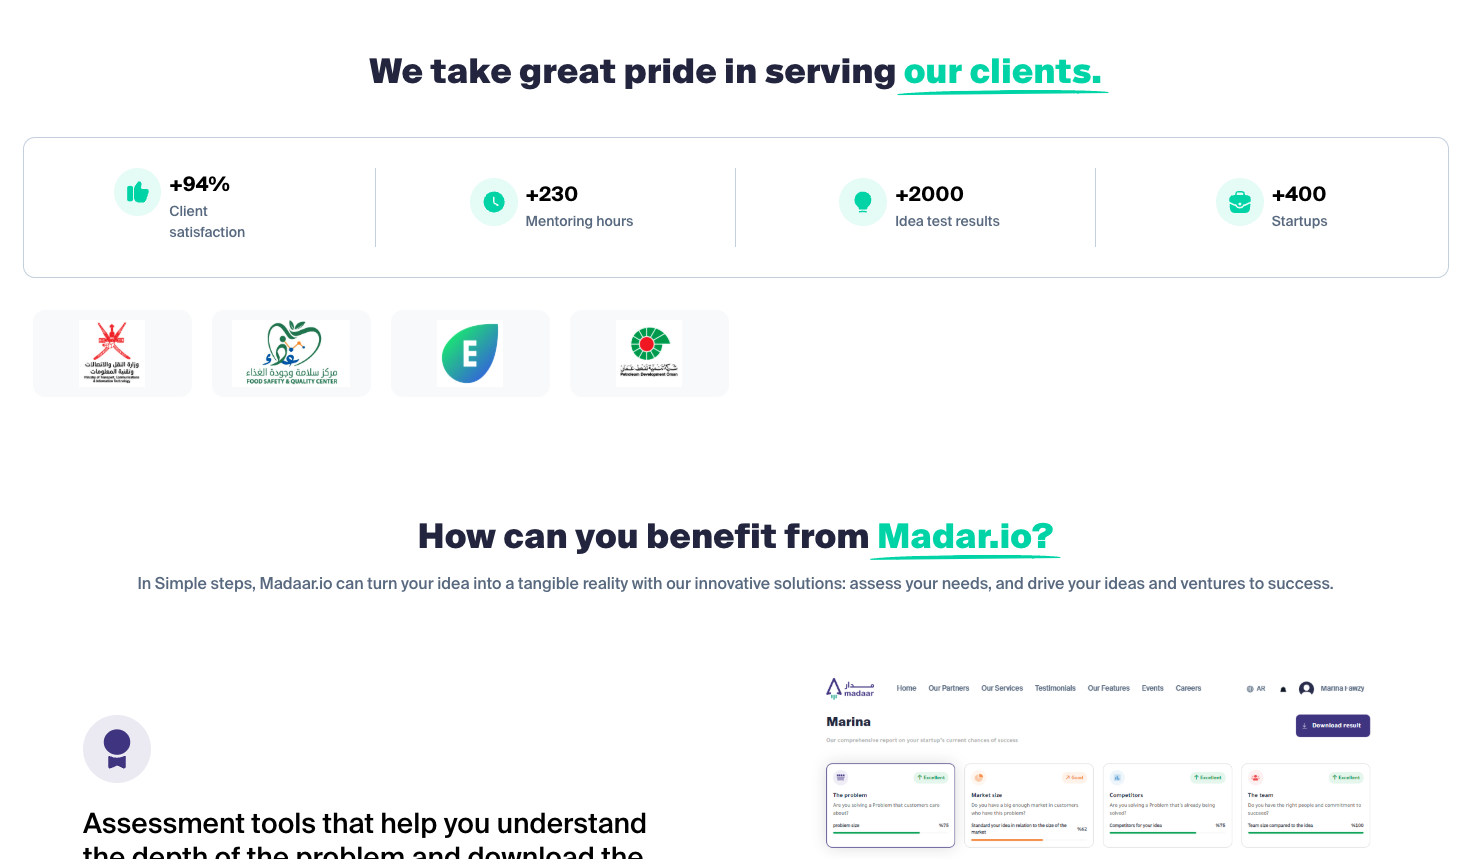 We take great pride in serving our clients.
+94%
Client
satisfaction
+230
Mentoring hours
+2000
Idea test results
+400
Startups
وزارة النقل والاتصالات
وتقنية المعلومات
Ministry of Transport, Communications
& Information Technology
غذاء
مركز سلامة وجودة الغذاء
FOOD SAFETY & QUALITY CENTER
E
شركة تنمية نفط عمان
Petroleum Development Oman
How can you benefit from Madar.io?
In Simple steps, Madaar.io can turn your idea into a tangible reality with our innovative solutions: assess your needs, and drive your ideas and ventures to success.
Assessment tools that help you understand
the depth of the problem and download the
مدار
madaar
Home Our Partners Our Services Testimonials Our Features Events Careers
AR
Marina Fawzy
Marina
Download result
Our comprehensive report on your startup's current chances of success
Excellent
The problem
Are you solving a Problem that customers care
about?
problem size %75
Good
Market size
Do you have a big enough market in customers
who have this problem?
Standard your idea in relation to the size of the
market
%62
Excellent
Competitors
Are you solving a Problem that's already being
solved?
Competitors for your idea %75
Excellent
The team
Do you have the right people and commitment to
success?
Team size compared to the idea %100